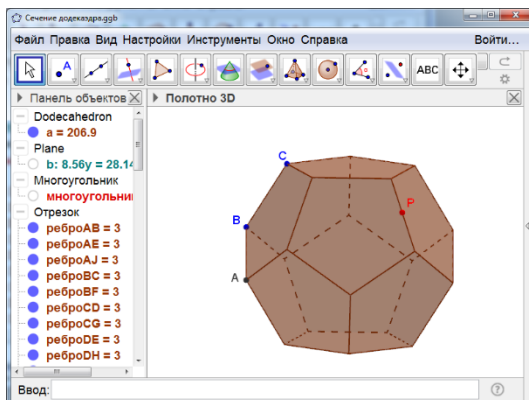 Сечение додекаэдра.ggb
Файл Правка Вид Настройки Инструменты Окно Справка Войти...
ABC
Панель объектов
Полотно 3D
Dodecahedron
a = 206.9
Plane
b: 8.56y = 28.14
Многоугольник
многоугольни
Отрезок
реброAB = 3
реброAE = 3
реброAJ = 3
реброBC = 3
реброBF = 3
реброCD = 3
реброCG = 3
реброDE = 3
реброDH = 3
C
P
B
A
Ввод: